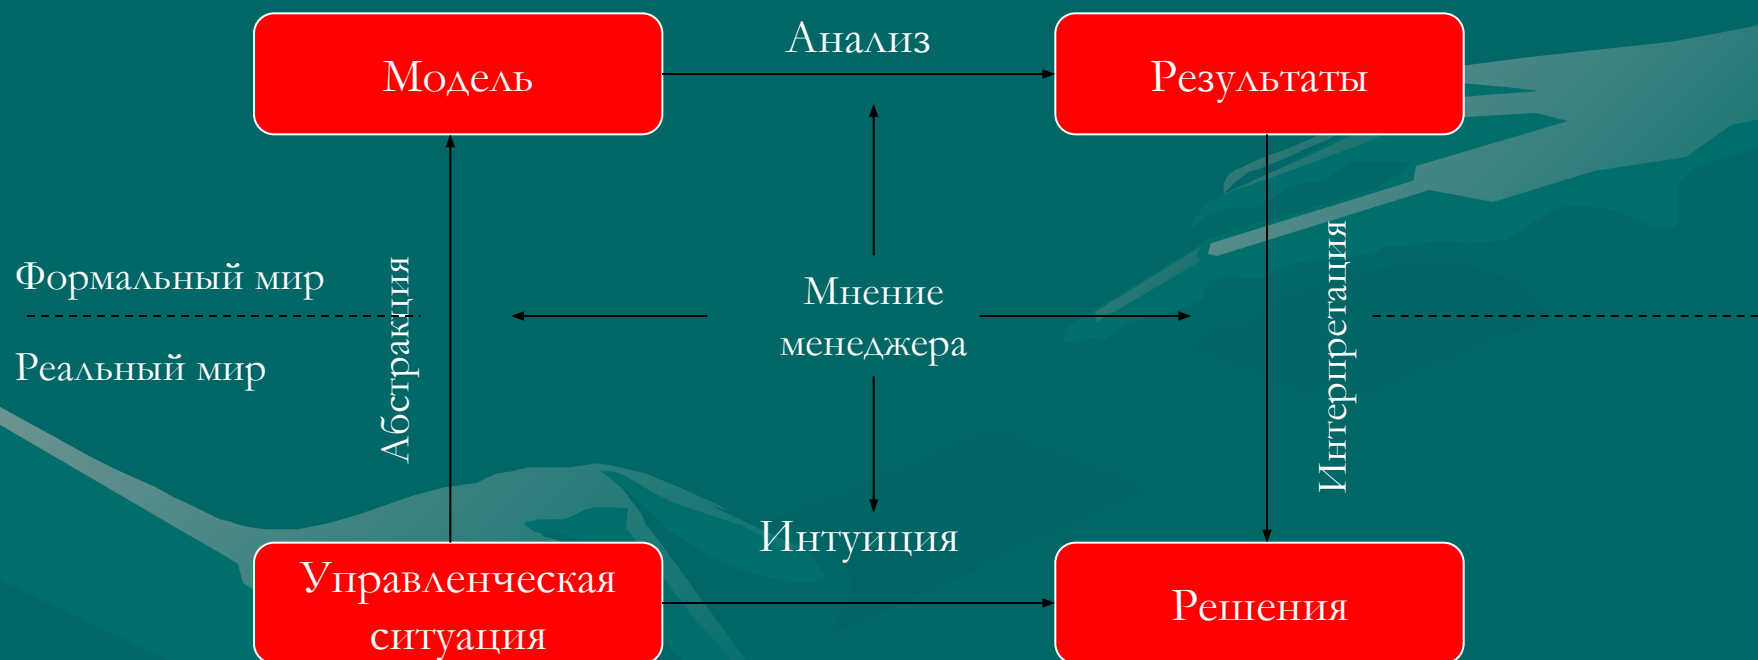 Анализ
Модель
Результаты
Формальный мир
Реальный мир
Абстракция
Мнение
менеджера
Интерпретация
Интуиция
Управленческая
ситуация
Решения